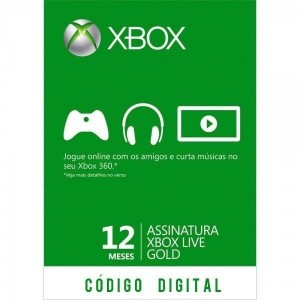 XBOX
Jogue online com os amigos e curta músicas no
seu Xbox 360.*
*Veja mais detalhes no verso
12
MESES
ASSINATURA
XBOX LIVE
GOLD
CÓDIGO DIGITAL